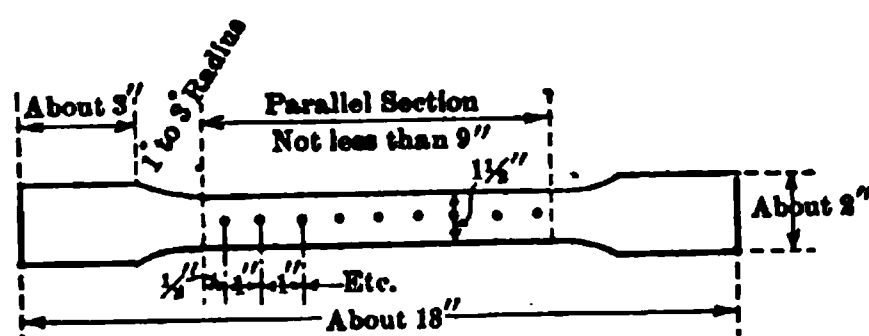 1" to 3" Radius
About 3"
Parallel Section
Not less than 9"
1½"
About 2"
½"
1"
1"
Etc.
About 18"